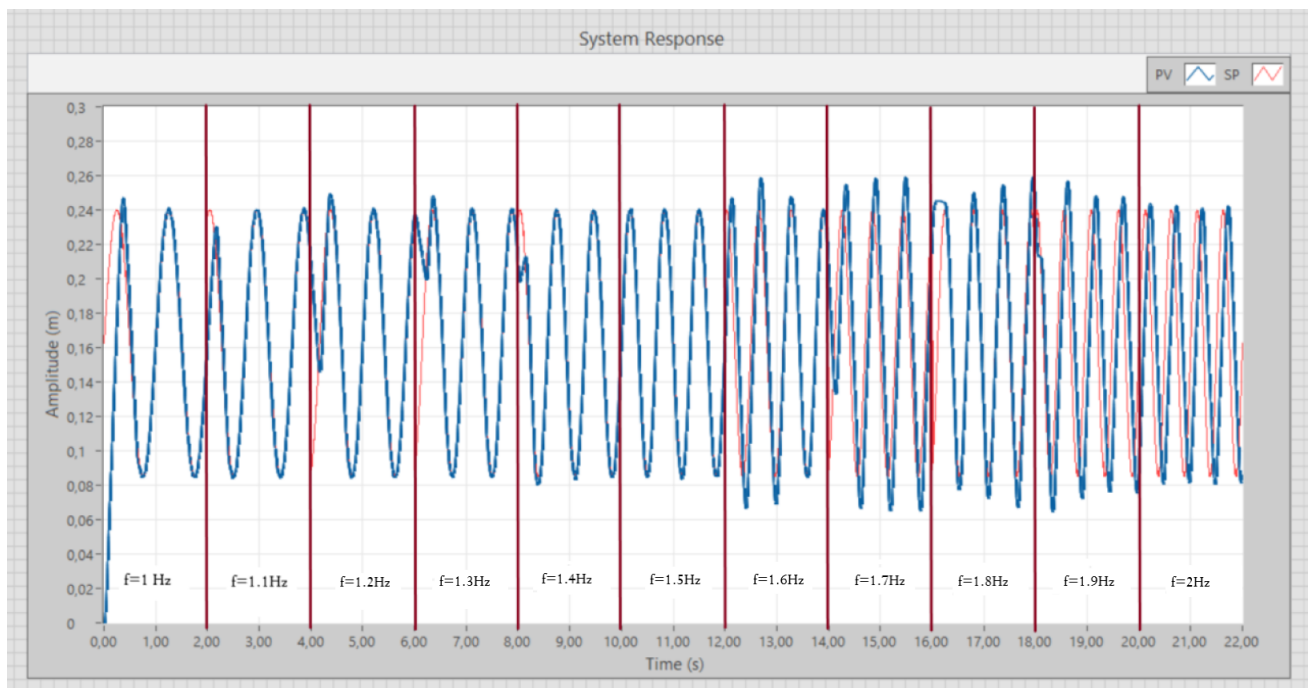 System Response
PV SP
0,3
0,28
0,26
0,24
0,22
0,2
0,18
0,16
0,14
0,12
0,1
0,08
0,06
0,04
0,02
0
Amplitude (m)
f=1 Hz f=1.1Hz f=1.2Hz f=1.3Hz f=1.4Hz f=1.5Hz f=1.6Hz f=1.7Hz f=1.8Hz f=1.9Hz f=2Hz
0,00 1,00 2,00 3,00 4,00 5,00 6,00 7,00 8,00 9,00 10,00 11,00 12,00 13,00 14,00 15,00 16,00 17,00 18,00 19,00 20,00 21,00 22,00
Time (s)